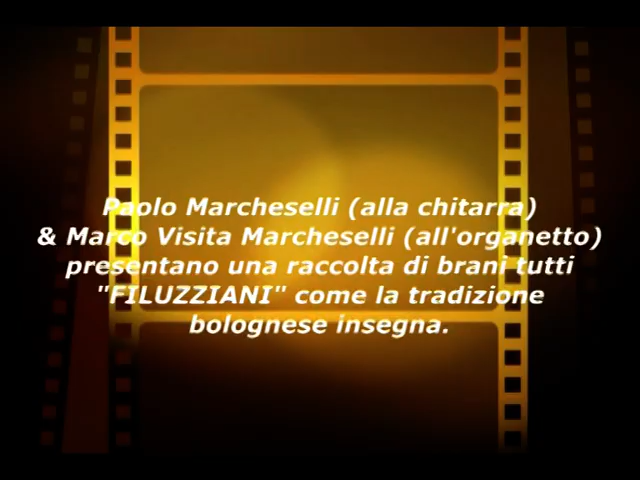 Paolo Marcheselli (alla chitarra)
& Marco Visita Marcheselli (all'organetto)
presentano una raccolta di brani tutti
"FILUZZIANI" come la tradizione
bolognese insegna.